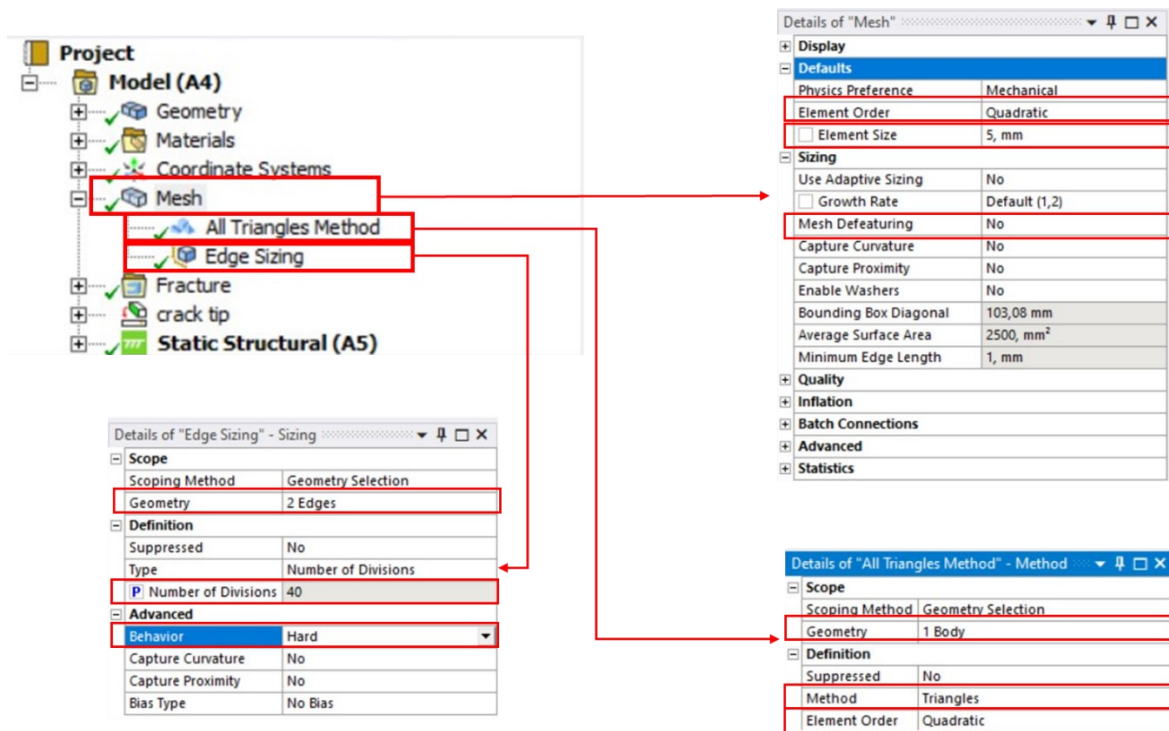 Project
Model (A4)
Geometry
Materials
Coordinate Systems
Mesh
All Triangles Method
Edge Sizing
Fracture
crack tip
Static Structural (A5)
Details of "Mesh"
Display
Defaults
Physics Preference Mechanical
Element Order Quadratic
Element Size 5, mm
Sizing
Use Adaptive Sizing No
Growth Rate Default (1,2)
Mesh Defeaturing No
Capture Curvature No
Capture Proximity No
Enable Washers No
Bounding Box Diagonal 103,08 mm
Average Surface Area 2500, mm²
Minimum Edge Length 1, mm
Quality
Inflation
Batch Connections
Advanced
Statistics
Details of "Edge Sizing" - Sizing
Scope
Scoping Method Geometry Selection
Geometry 2 Edges
Definition
Suppressed No
Type Number of Divisions
P Number of Divisions 40
Advanced
Behavior Hard
Capture Curvature No
Capture Proximity No
Bias Type No Bias
Details of "All Triangles Method" - Method
Scope
Scoping Method Geometry Selection
Geometry 1 Body
Definition
Suppressed No
Method Triangles
Element Order Quadratic